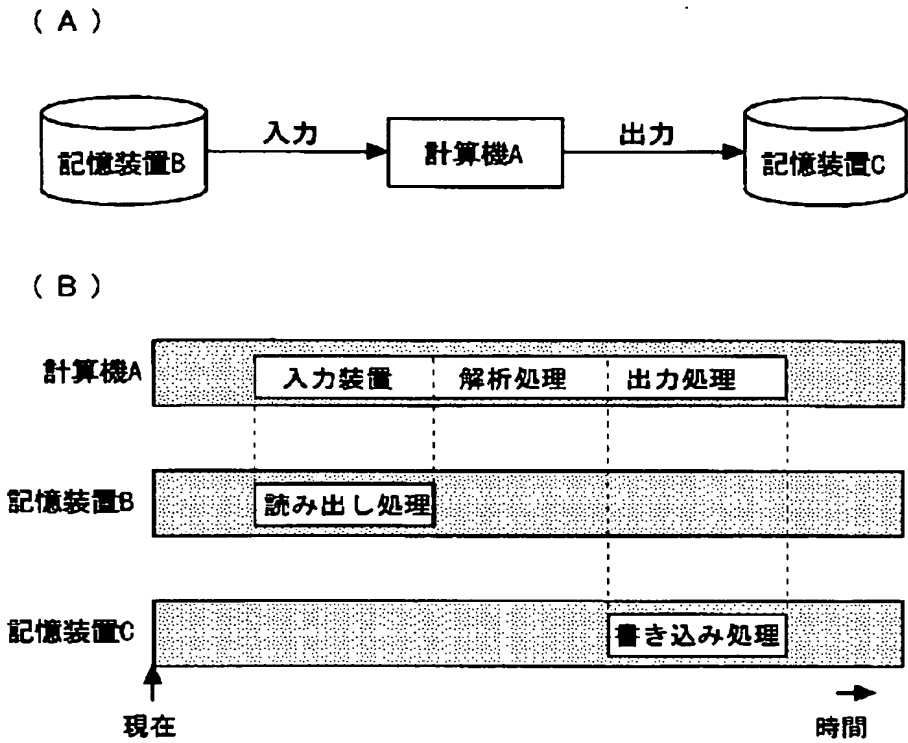 (A)
記憶装置B 入力 計算機A 出力 記憶装置C
(B)
計算機A 入力装置 解析処理 出力処理
記憶装置B 読み出し処理
記憶装置C 書き込み処理
現在 時間